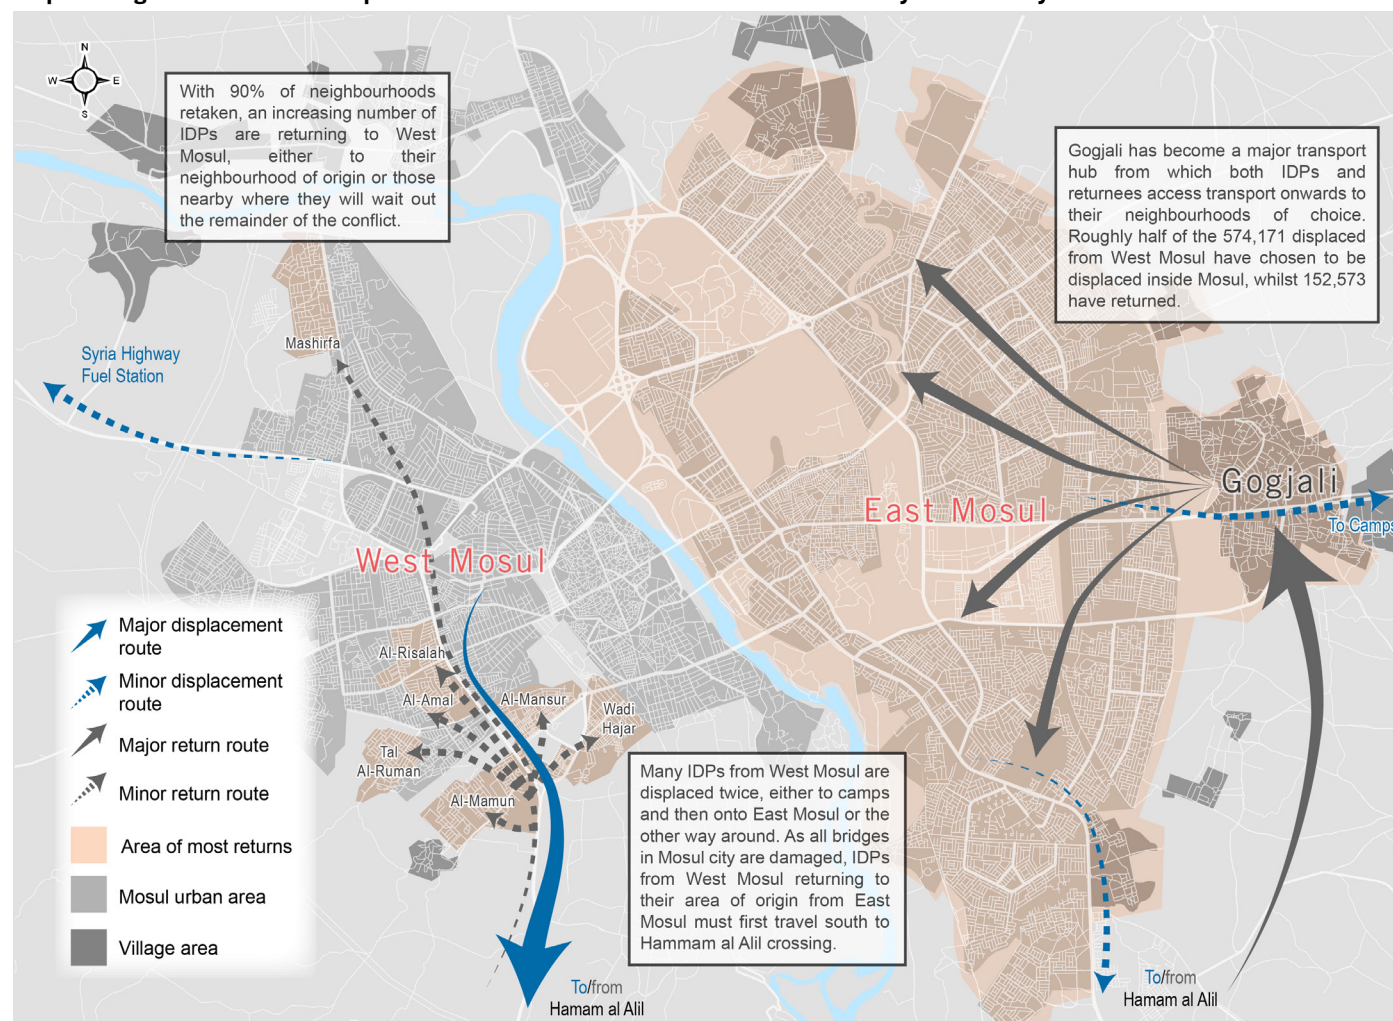 N
W E
S
With 90% of neighbourhoods
retaken, an increasing number of
IDPs are returning to West
Mosul, either to their
neighbourhood of origin or those
nearby where they will wait out
the remainder of the conflict.
Gogjali has become a major transport
hub from which both IDPs and
returnees access transport onwards to
their neighbourhoods of choice.
Roughly half of the 574,171 displaced
from West Mosul have chosen to be
displaced inside Mosul, whilst 152,573
have returned.
Syria Highway
Fuel Station
Mashirfa
Gogjali
East Mosul
To Camps
West Mosul
Al-Risalah
Al-Amal
Al-Mansur
Wadi
Hajar
Tal
Al-Ruman
Al-Mamun
Major displacement
route
Minor displacement
route
Major return route
Minor return route
Area of most returns
Mosul urban area
Village area
Many IDPs from West Mosul are
displaced twice, either to camps
and then onto East Mosul or the
other way around. As all bridges
in Mosul city are damaged, IDPs
from West Mosul returning to
their area of origin from East
Mosul must first travel south to
Hammam al Alil crossing.
To/from
Hamam al Alil
To/from
Hamam al Alil